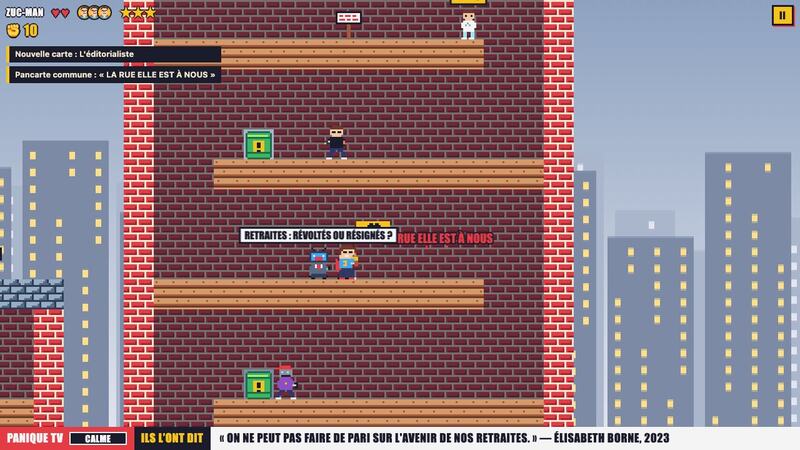 ZUC-MAN
10
Nouvelle carte : L'éditorialiste
Pancarte commune : « LA RUE ELLE EST À NOUS »
!
RETRAITES : RÉVOLTÉS OU RÉSIGNÉS ?
RUE ELLE EST À NOUS
!
PANIQUE TV
CALME
ILS L'ONT DIT
« ON NE PEUT PAS FAIRE DE PARI SUR L'AVENIR DE NOS RETRAITES. » — ÉLISABETH BORNE, 2023